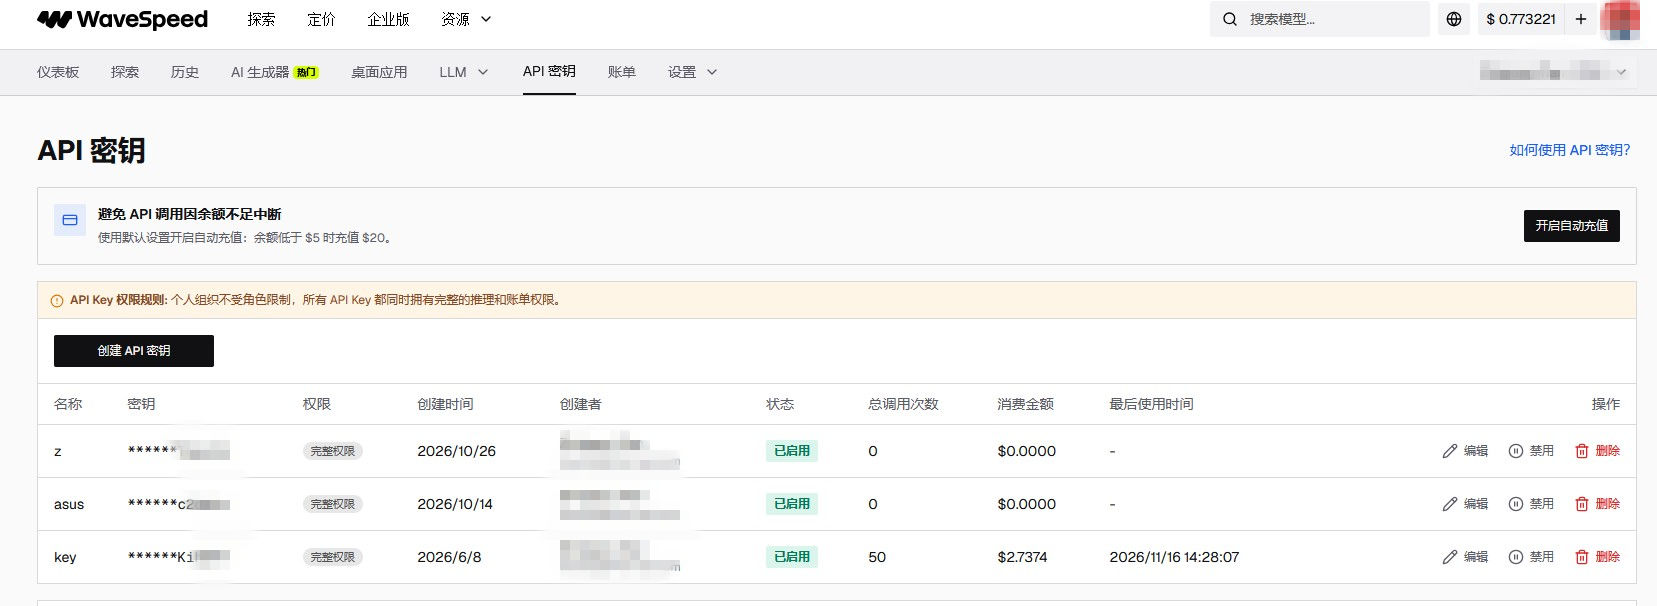 WaveSpeed 探索 定价 企业版 资源 搜索模型... $ 0.773221 +
仪表板 探索 历史 AI 生成器 热门 桌面应用 LLM API 密钥 账单 设置
API 密钥 如何使用 API 密钥？
避免 API 调用因余额不足中断
使用默认设置开启自动充值：余额低于 $5 时充值 $20。 开启自动充值
API Key 权限规则: 个人组织不受角色限制，所有 API Key 都同时拥有完整的推理和账单权限。
创建 API 密钥
名称 密钥 权限 创建时间 创建者 状态 总调用次数 消费金额 最后使用时间 操作
z ****** 完整权限 2026/10/26 已启用 0 $0.0000 - 编辑 禁用 删除
asus ******c2 完整权限 2026/10/14 已启用 0 $0.0000 - 编辑 禁用 删除
key ******Ki 完整权限 2026/6/8 已启用 50 $2.7374 2026/11/16 14:28:07 编辑 禁用 删除